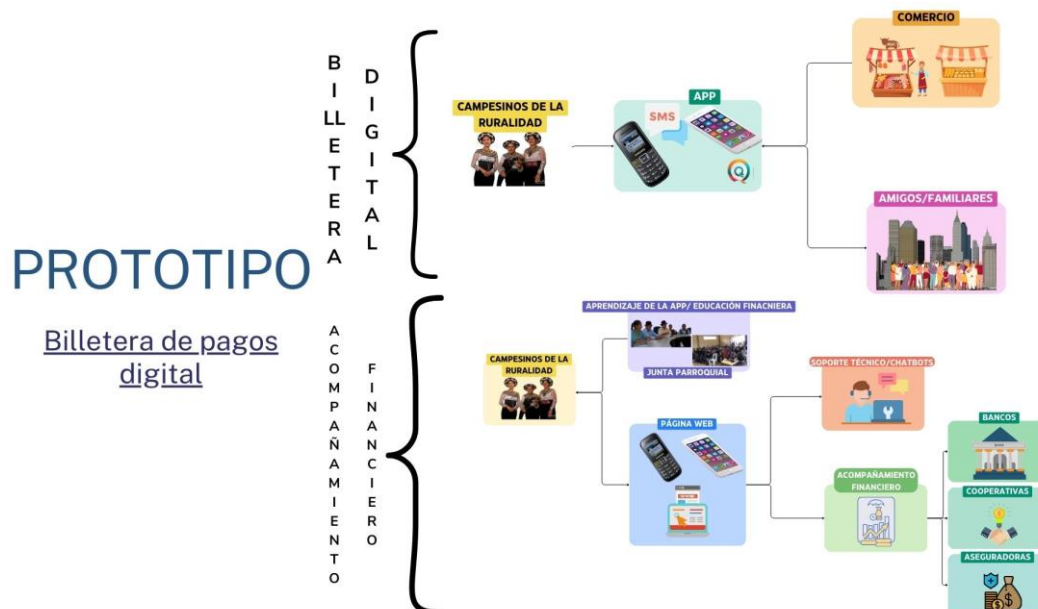 PROTOTIPO
Billetera de pagos
digital
BILLETERA
DIGITAL
CAMPESINOS DE LA
RURALIDAD
APP
SMS
COMERCIO
AMIGOS/FAMILIARES
ACOMPAÑAMIENTO
FINANCIERO
CAMPESINOS DE LA
RURALIDAD
APRENDIZAJE DE LA APP/ EDUCACIÓN FINACNIERA
JUNTA PARROQUIAL
PÁGINA WEB
SOPORTE TÉCNICO/CHATBOTS
ACOMPAÑAMIENTO
FINANCIERO
BANCOS
COOPERATIVAS
ASEGURADORAS